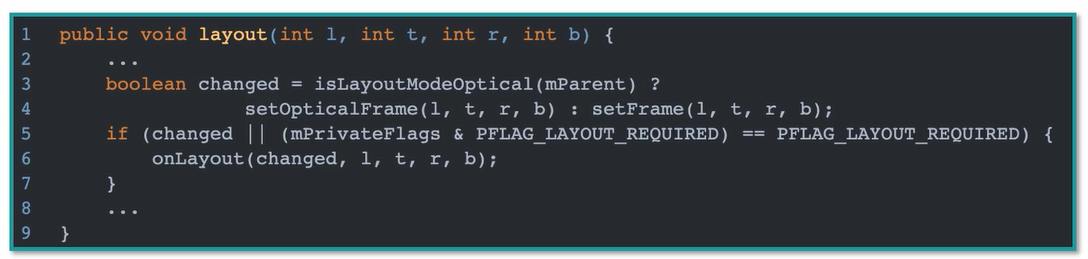 1 public void layout(int l, int t, int r, int b) {
2     ...
3     boolean changed = isLayoutModeOptical(mParent) ?
4                 setOpticalFrame(l, t, r, b) : setFrame(l, t, r, b);
5     if (changed || (mPrivateFlags & PFLAG_LAYOUT_REQUIRED) == PFLAG_LAYOUT_REQUIRED) {
6         onLayout(changed, l, t, r, b);
7     }
8     ...
9 }